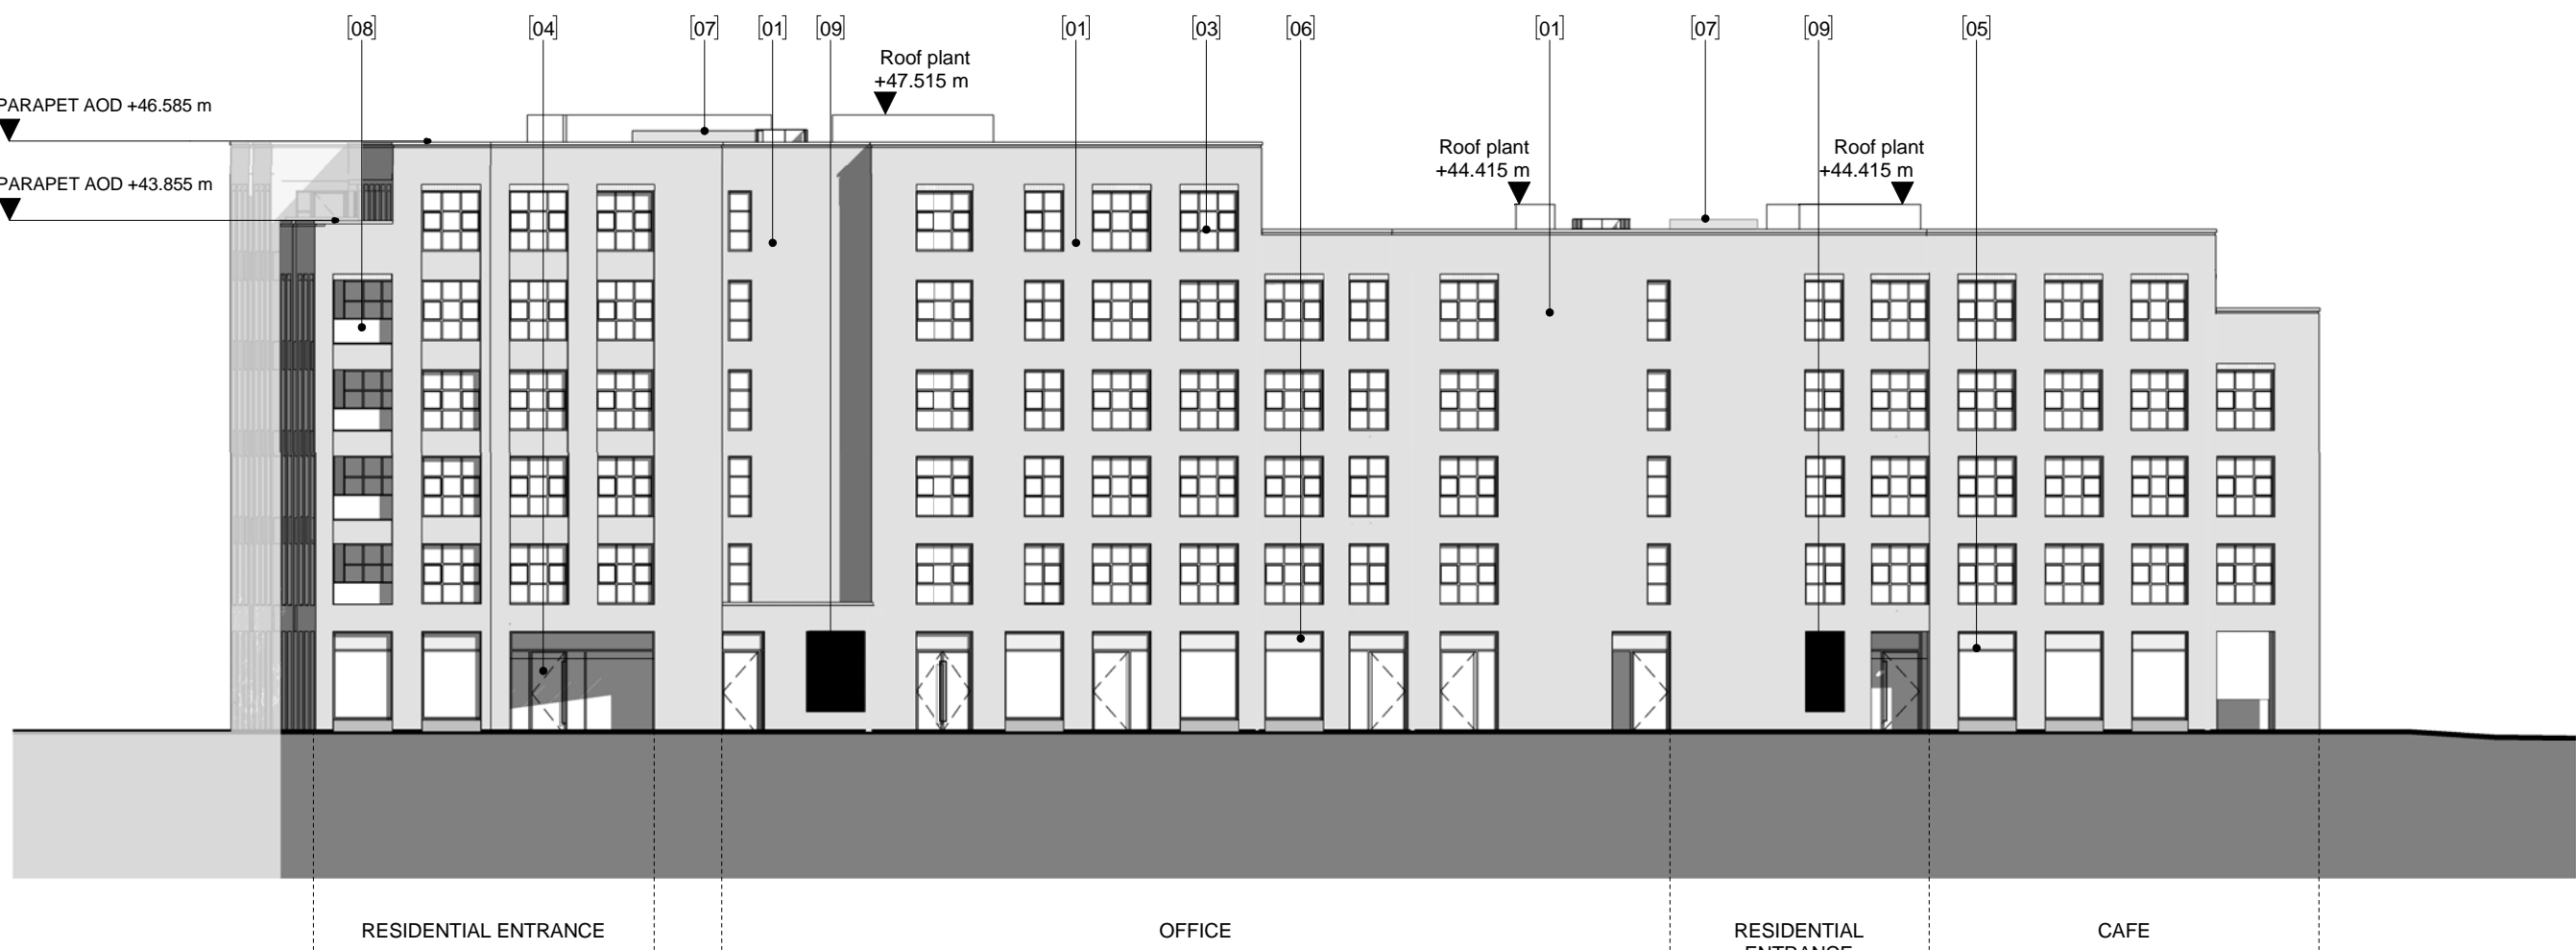 [08] [04] [07] [01] [09] [01] [03] [06] [01] [07] [09] [05]
Roof plant
+47.515 m
PARAPET AOD +46.585 m
Roof plant
+44.415 m
Roof plant
+44.415 m
PARAPET AOD +43.855 m
RESIDENTIAL ENTRANCE
OFFICE
RESIDENTIAL
ENTRANCE
CAFE